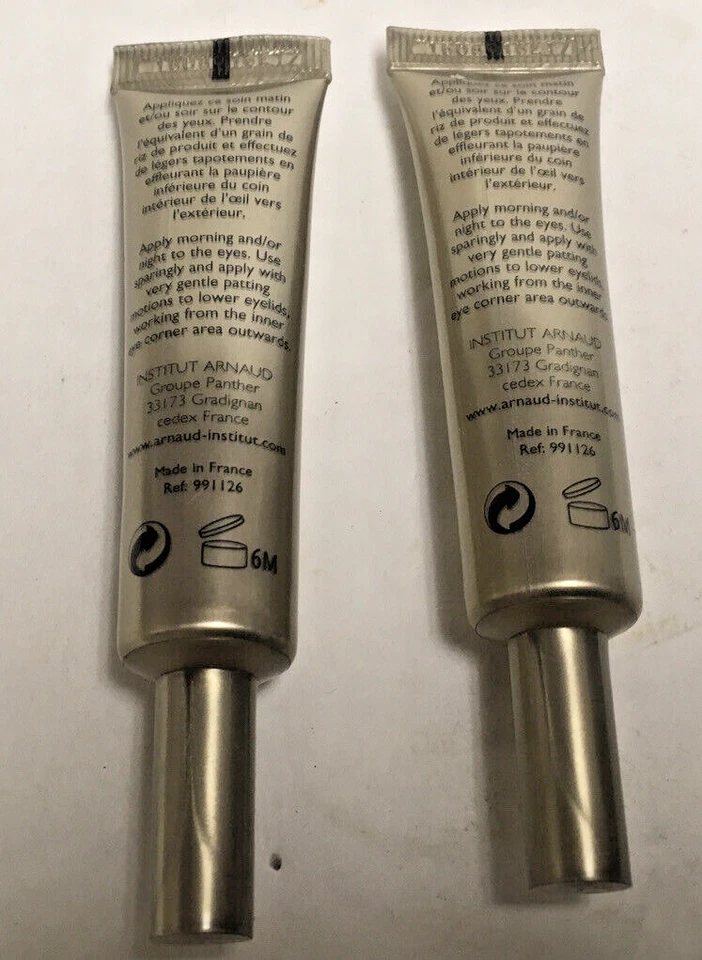 Appliquez ce soin matin
et/ou soir sur le contour
des yeux. Prendre
l'équivalent d'un grain de
riz de produit et effectuez
de légers tapotements en
effleurant la paupière
inférieure du coin
intérieure de l'œil vers
l'extérieur.
Apply morning and/or
night to the eyes. Use
sparingly and apply with
very gentle patting
motions to lower eyelids,
working from the inner
eye corner area outwards.
INSTITUT ARNAUD
Groupe Panther
33173 Gradignan
cedex France
www.arnaud-institut.com
Made in France
Ref: 991126
6M
Appliquez ce soin matin
et/ou soir sur le contour
des yeux. Prendre
l'équivalent d'un grain de
riz de produit et effectuez
de légers tapotements en
effleurant la paupière
inférieure du coin
intérieure de l'œil vers
l'extérieur.
Apply morning and/or
night to the eyes. Use
sparingly and apply with
very gentle patting
motions to lower eyelids,
working from the inner
eye corner area outwards.
INSTITUT ARNAUD
Groupe Panther
33173 Gradignan
cedex France
www.arnaud-institut.co
Made in France
Ref: 991126
6M